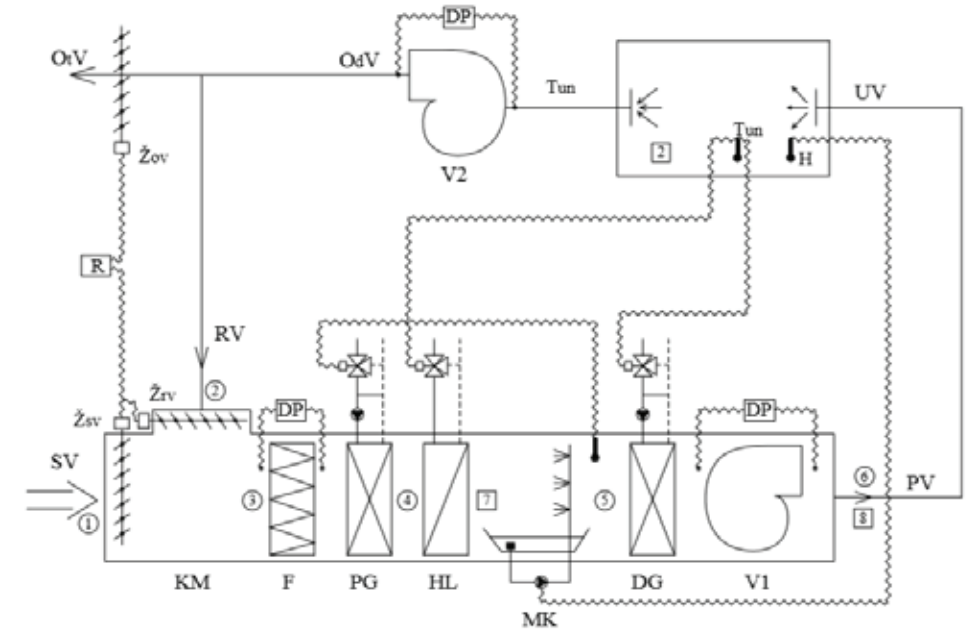 DP
OtV
OdV
Tun
UV
V2
2
Tun
H
Žov
R
RV
Žrv
2
Žsv
DP
DP
SV
1
3
4
7
5
6
PV
8
KM
F
PG
HL
MK
DG
V1